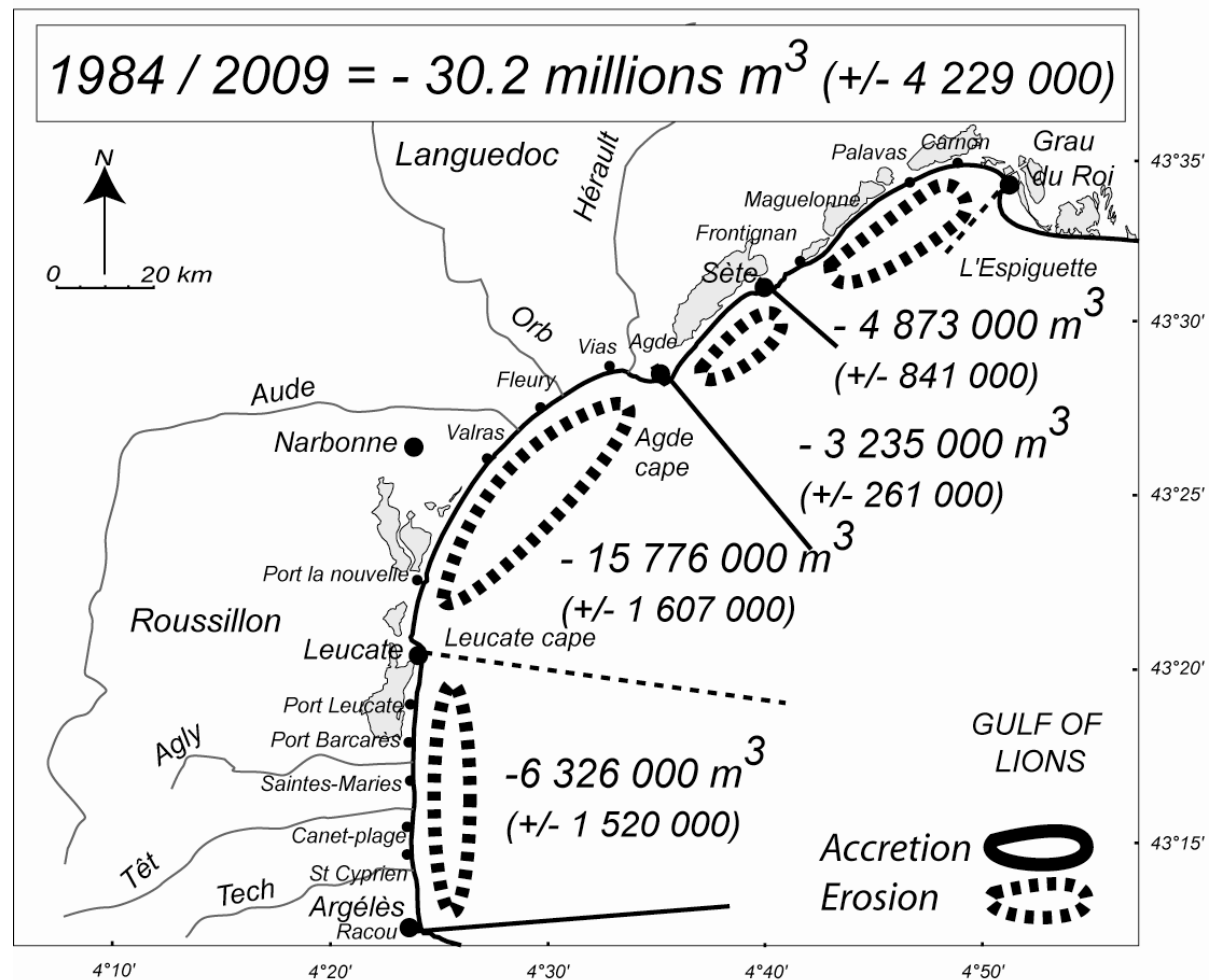 1984 / 2009 = - 30.2 millions m³ (+/- 4 229 000)
N
0 20 km
Languedoc
Hérault
Palavas
Carnon
Grau
du Roi
43°35'
Maguelonne
Frontignan
Sète
L'Espiguette
- 4 873 000 m³
(+/- 841 000)
43°30'
Orb
Vias
Agde
Fleury
Aude
Narbonne
Valras
Agde
cape
- 3 235 000 m³
(+/- 261 000)
43°25'
Port la nouvelle
- 15 776 000 m³
(+/- 1 607 000)
Roussillon
Leucate
Leucate cape
43°20'
Port Leucate
Port Barcarès
Agly
Saintes-Maries
-6 326 000 m³
(+/- 1 520 000)
GULF OF
LIONS
Canet-plage
43°15'
Têt
St Cyprien
Tech
Argélès
Racou
Accretion
Erosion
4°10'
4°20'
4°30'
4°40'
4°50'